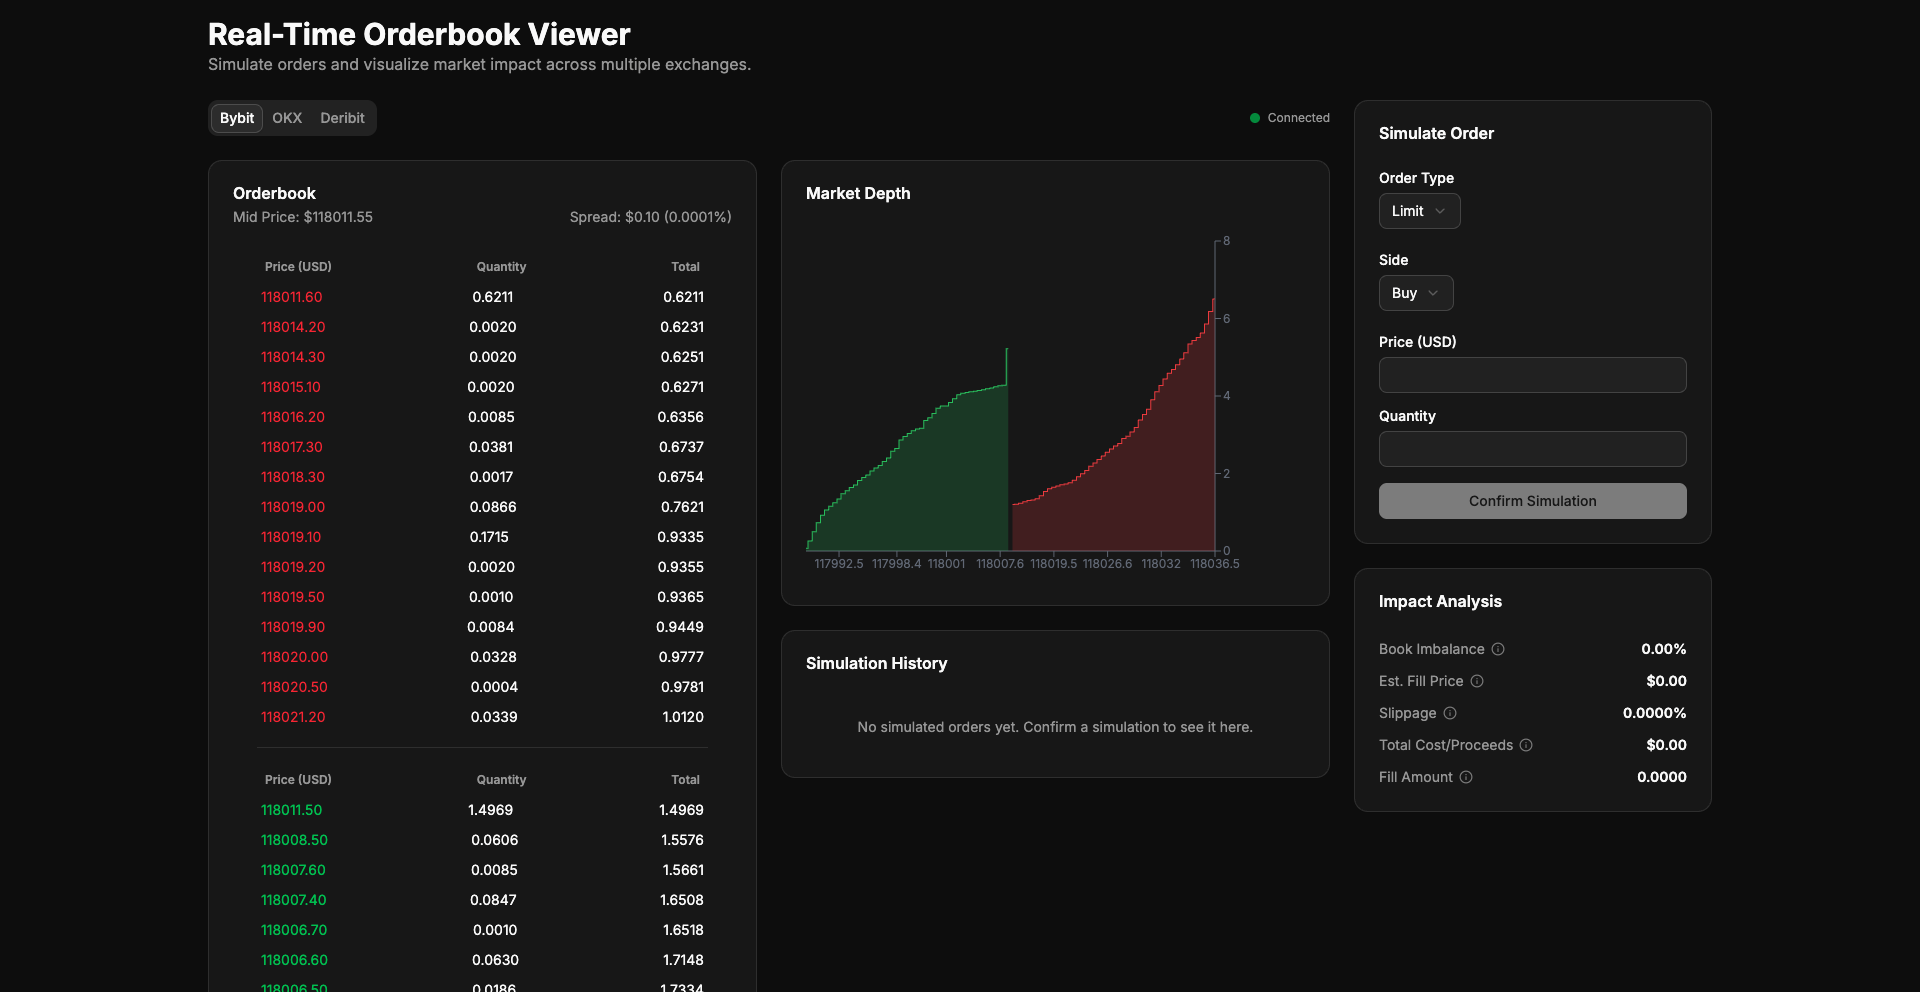 Real-Time Orderbook Viewer
Simulate orders and visualize market impact across multiple exchanges.
Bybit OKX Deribit
Connected
Orderbook
Mid Price: $118011.55 Spread: $0.10 (0.0001%)
Price (USD) Quantity Total
118011.60 0.6211 0.6211
118014.20 0.0020 0.6231
118014.30 0.0020 0.6251
118015.10 0.0020 0.6271
118016.20 0.0085 0.6356
118017.30 0.0381 0.6737
118018.30 0.0017 0.6754
118019.00 0.0866 0.7621
118019.10 0.1715 0.9335
118019.20 0.0020 0.9355
118019.50 0.0010 0.9365
118019.90 0.0084 0.9449
118020.00 0.0328 0.9777
118020.50 0.0004 0.9781
118021.20 0.0339 1.0120
Price (USD) Quantity Total
118011.50 1.4969 1.4969
118008.50 0.0606 1.5576
118007.60 0.0085 1.5661
118007.40 0.0847 1.6508
118006.70 0.0010 1.6518
118006.60 0.0630 1.7148
118006.50 0.0186 1.7334
Market Depth
8
6
4
2
0
117992.5 117998.4 118001 118007.6 118019.5 118026.6 118032 118036.5
Simulation History
No simulated orders yet. Confirm a simulation to see it here.
Simulate Order
Order Type
Limit
Side
Buy
Price (USD)
Quantity
Confirm Simulation
Impact Analysis
Book Imbalance 0.00%
Est. Fill Price $0.00
Slippage 0.0000%
Total Cost/Proceeds $0.00
Fill Amount 0.0000